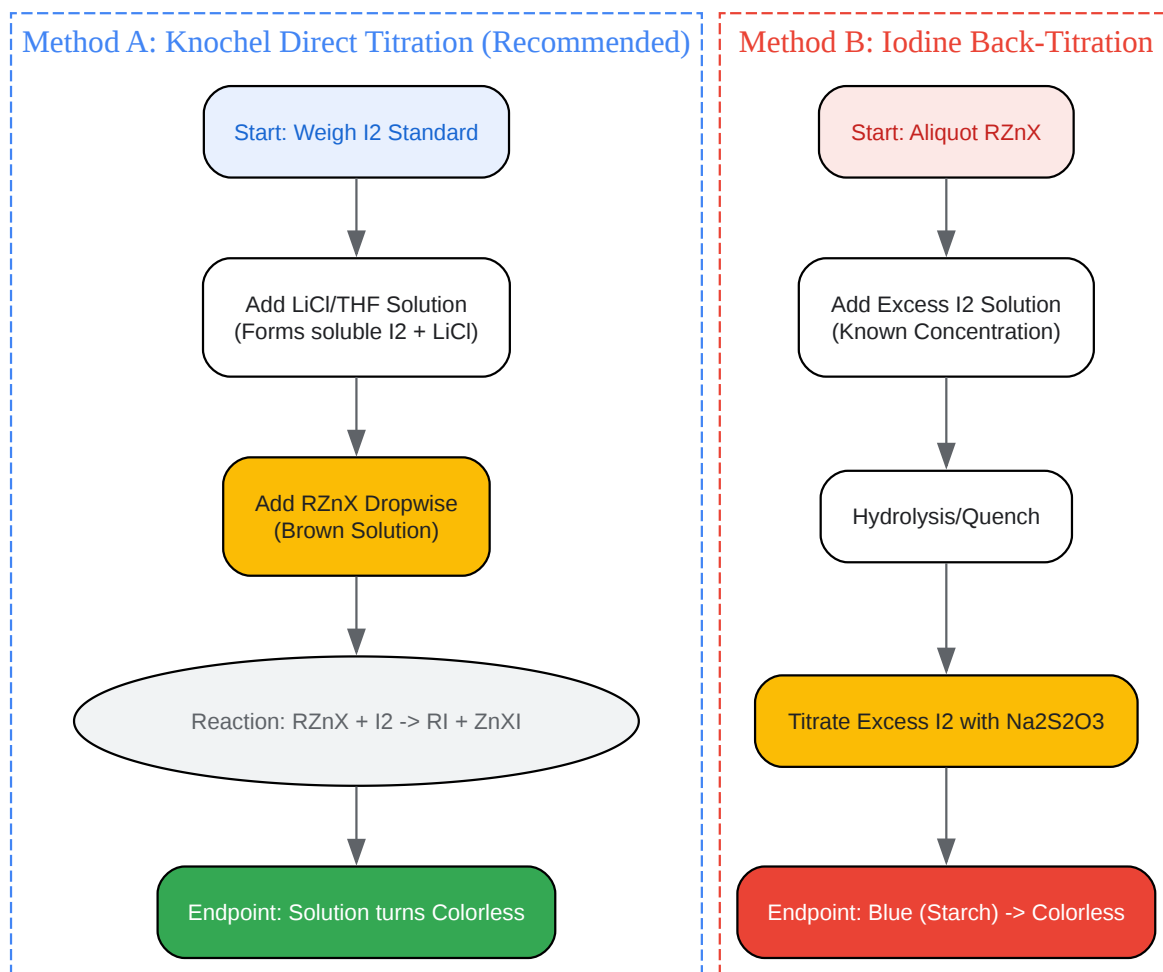 Method A: Knochel Direct Titration (Recommended)
Start: Weigh I2 Standard
Add LiCl/THF Solution
(Forms soluble I2 + LiCl)
Add RZnX Dropwise
(Brown Solution)
Reaction: RZnX + I2 -> RI + ZnXI
Endpoint: Solution turns Colorless
Method B: Iodine Back-Titration
Start: Aliquot RZnX
Add Excess I2 Solution
(Known Concentration)
Hydrolysis/Quench
Titrate Excess I2 with Na2S2O3
Endpoint: Blue (Starch) -> Colorless